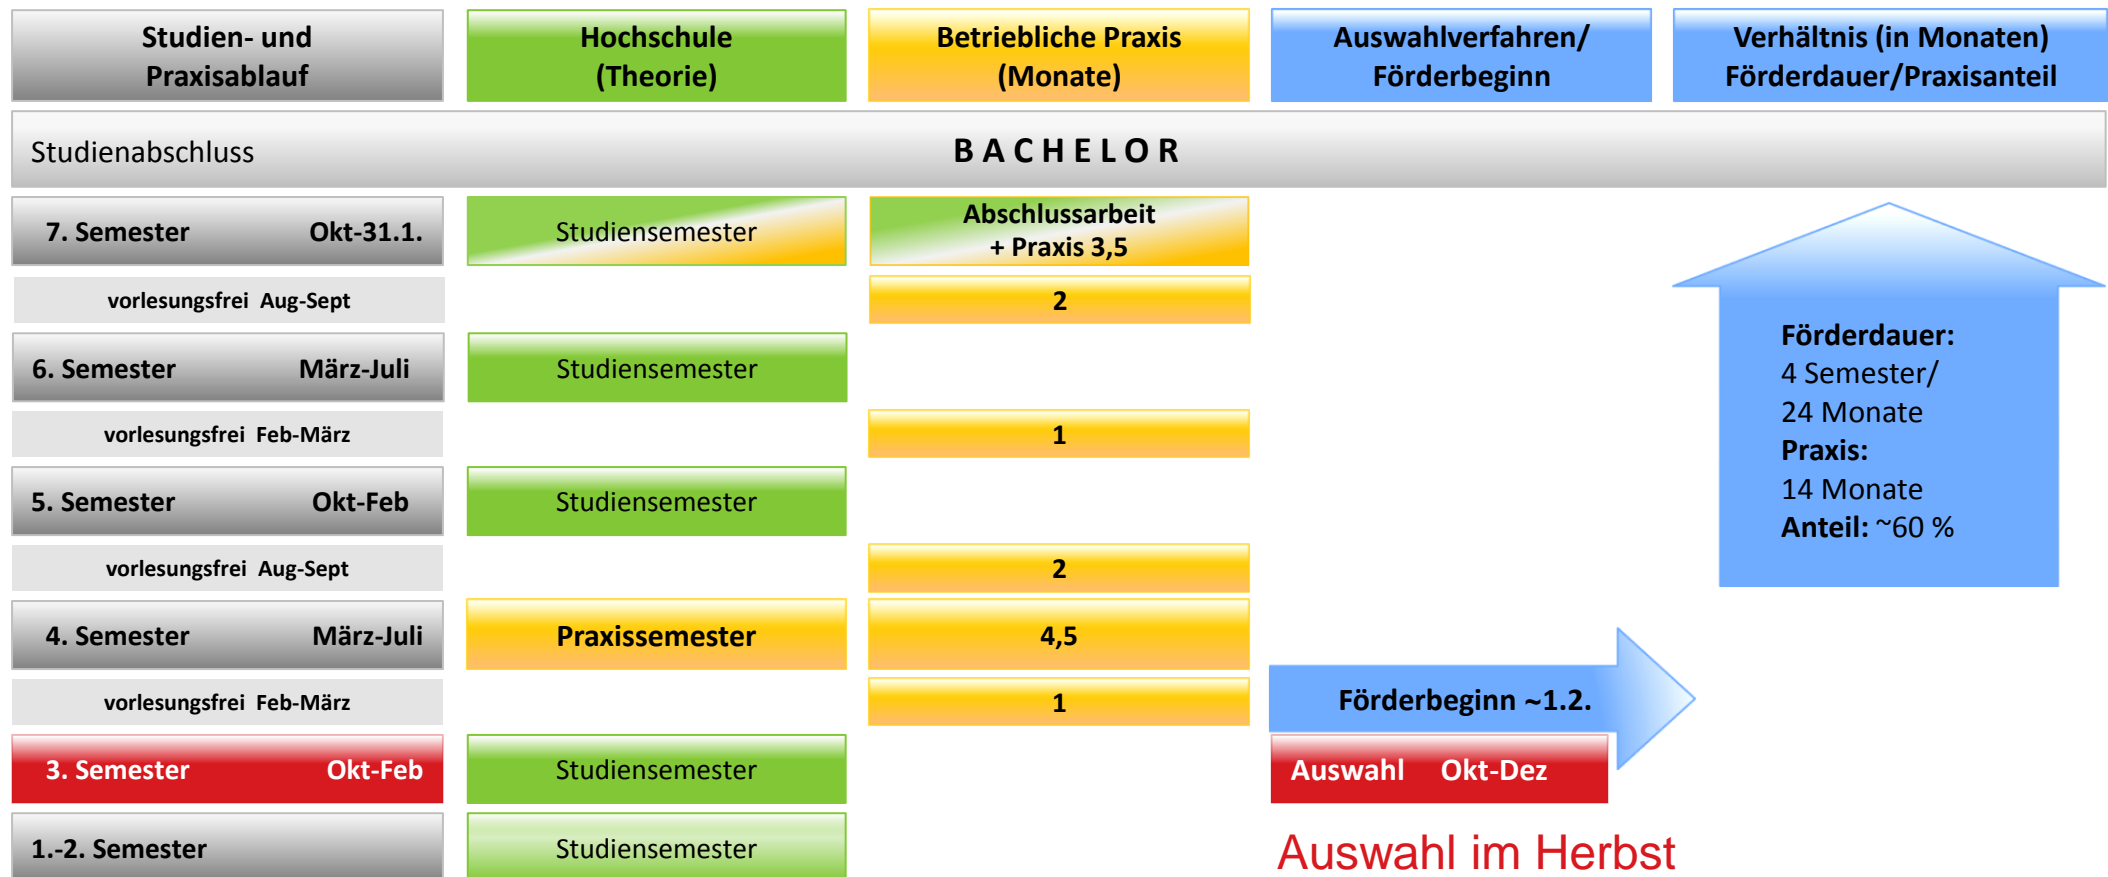 Studien- und
Praxisablauf
Hochschule
(Theorie)
Betriebliche Praxis
(Monate)
Auswahlverfahren/
Förderbeginn
Verhältnis (in Monaten)
Förderdauer/Praxisanteil
Studienabschluss B A C H E L O R
7. Semester Okt-31.1. Studiensemester
Abschlussarbeit
+ Praxis 3,5
vorlesungsfrei Aug-Sept 2
6. Semester März-Juli Studiensemester
vorlesungsfrei Feb-März 1
5. Semester Okt-Feb Studiensemester
vorlesungsfrei Aug-Sept 2
4. Semester März-Juli Praxissemester 4,5
vorlesungsfrei Feb-März 1 Förderbeginn ~1.2.
3. Semester Okt-Feb Studiensemester Auswahl Okt-Dez
1.-2. Semester Studiensemester Auswahl im Herbst
Förderdauer:
4 Semester/
24 Monate
Praxis:
14 Monate
Anteil: ~60 %